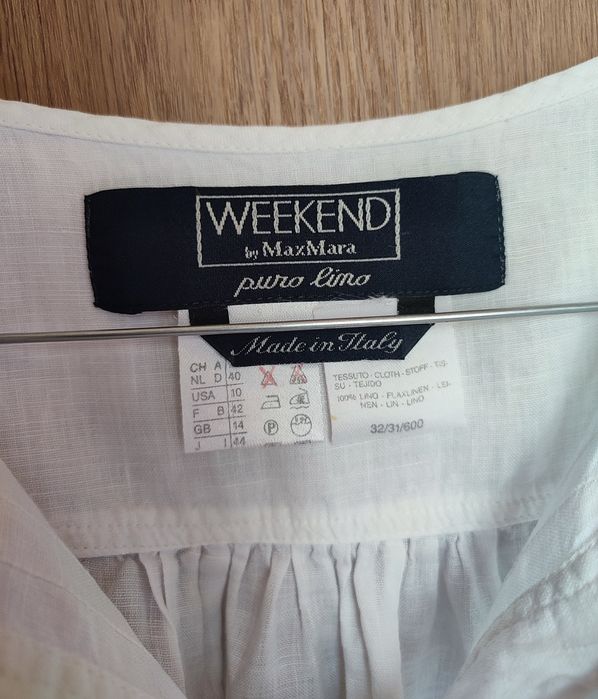 WEEKEND
by MaxMara
puro lino
Made in Italy
CH A
NL D 40
USA 10
F B 42
GB 14
J I 44
P
TESSUTO - CLOTH - STOFF - TIS-
SU - TEJIDO
100% LINO - FLAX/LINEN - LEI-
NEN - LIN - LINO
32/31/600